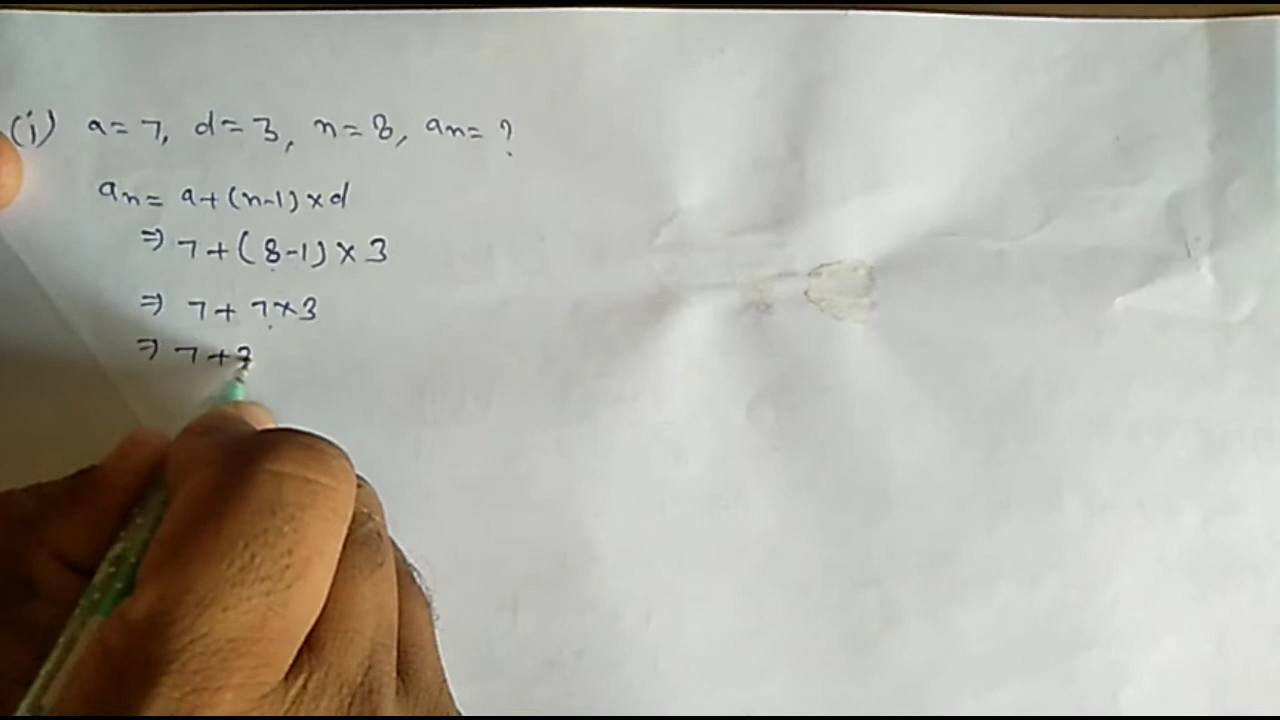 (i) a=7, d=3, n=8, an= ?
an= a+(n-1)×d
⇒ 7+(8-1)×3
⇒ 7+ 7×3
⇒ 7+